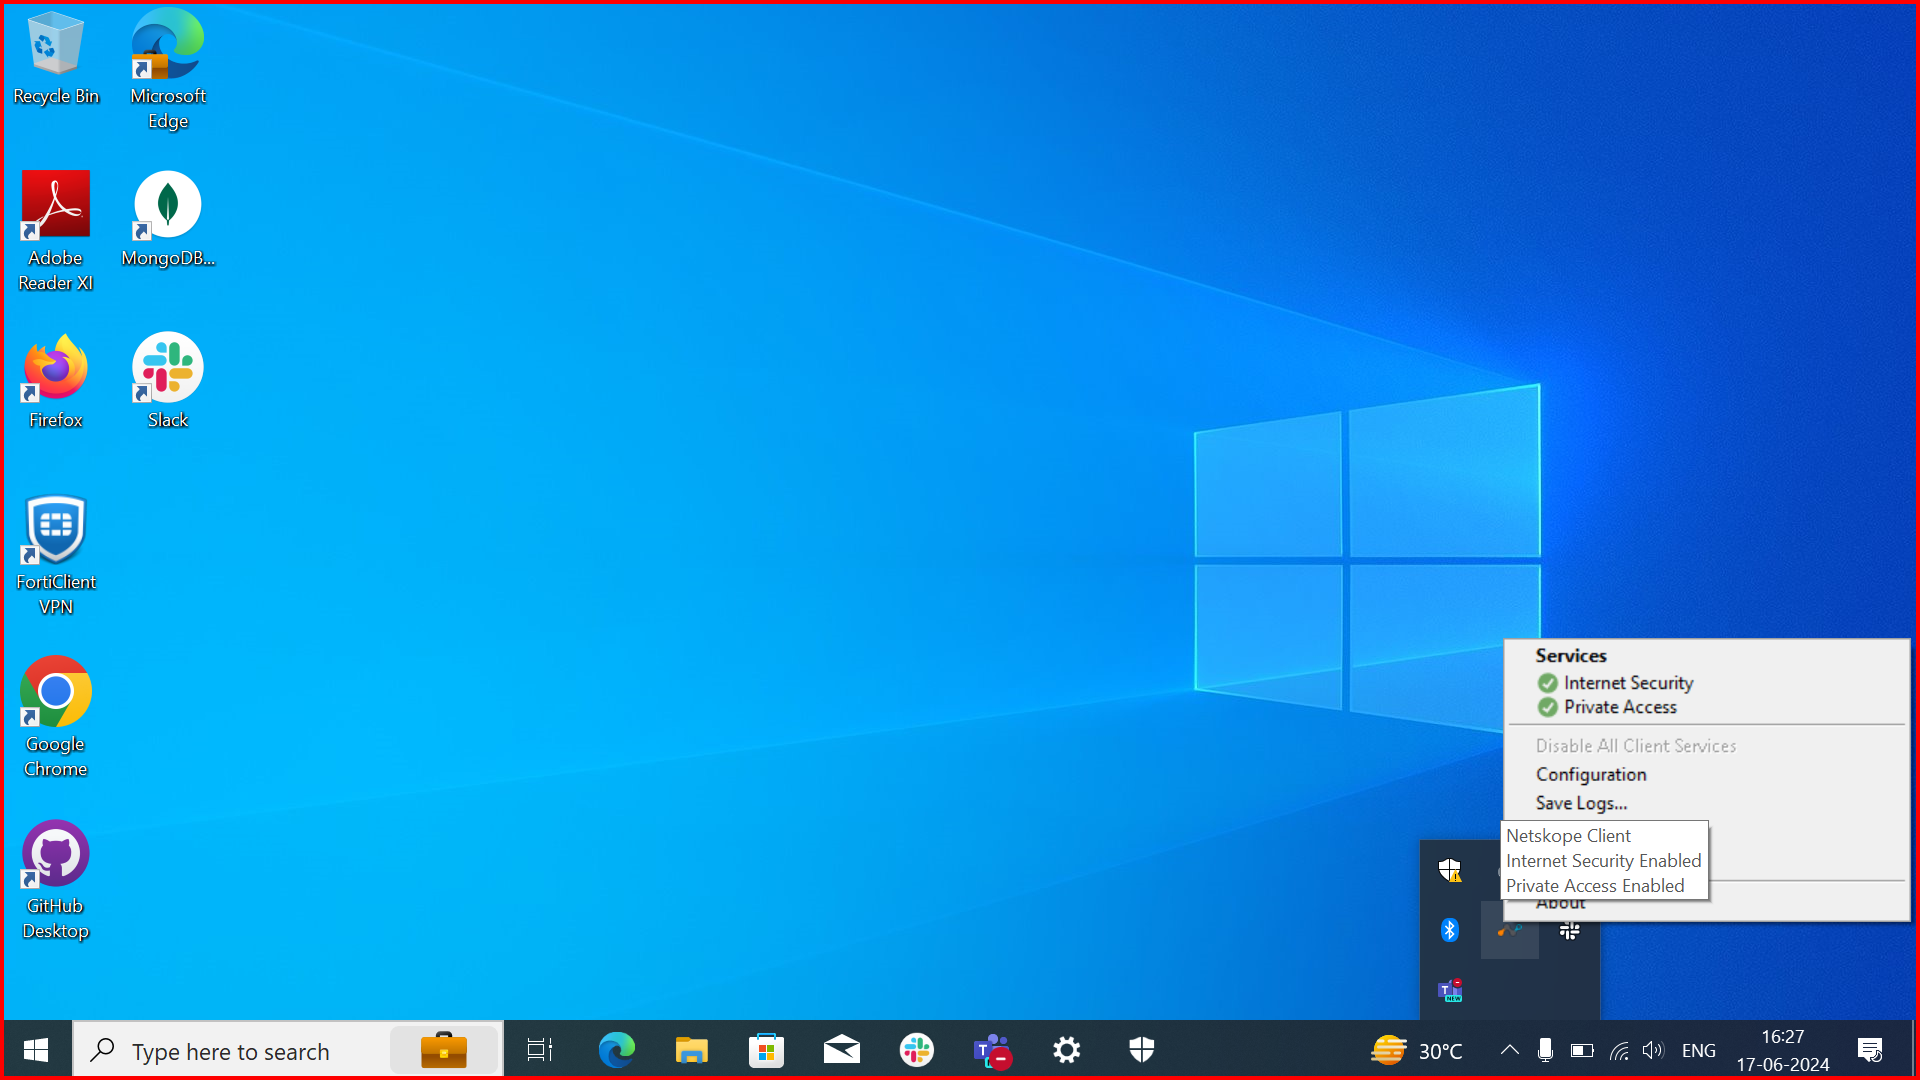 Recycle Bin
Microsoft
Edge
Adobe
Reader XI
MongoDB...
Firefox
Slack
FortiClient
VPN
Google
Chrome
GitHub
Desktop
Services
Internet Security
Private Access
Disable All Client Services
Configuration
Save Logs...
Netskope Client
Internet Security Enabled
Private Access Enabled
About
T
NEW
Type here to search
T
30°C
ENG
16:27
17-06-2024